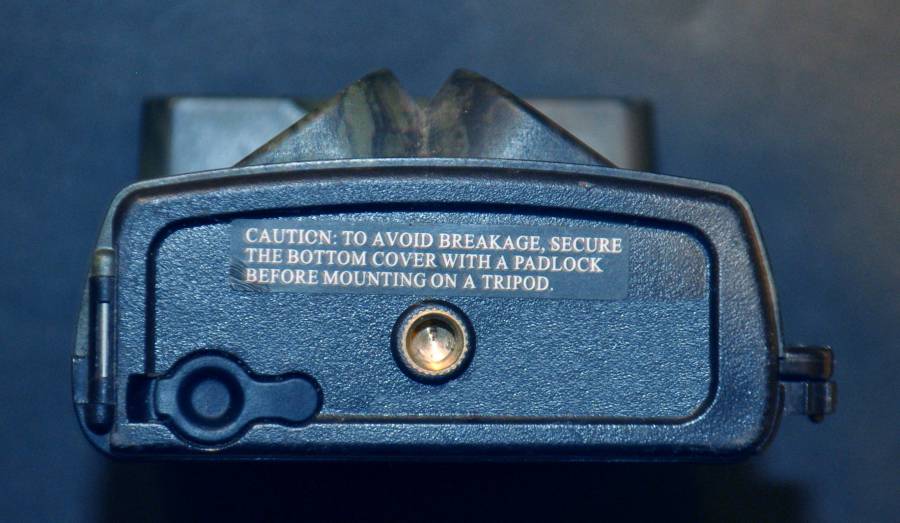 CAUTION: TO AVOID BREAKAGE, SECURE
THE BOTTOM COVER WITH A PADLOCK
BEFORE MOUNTING ON A TRIPOD.